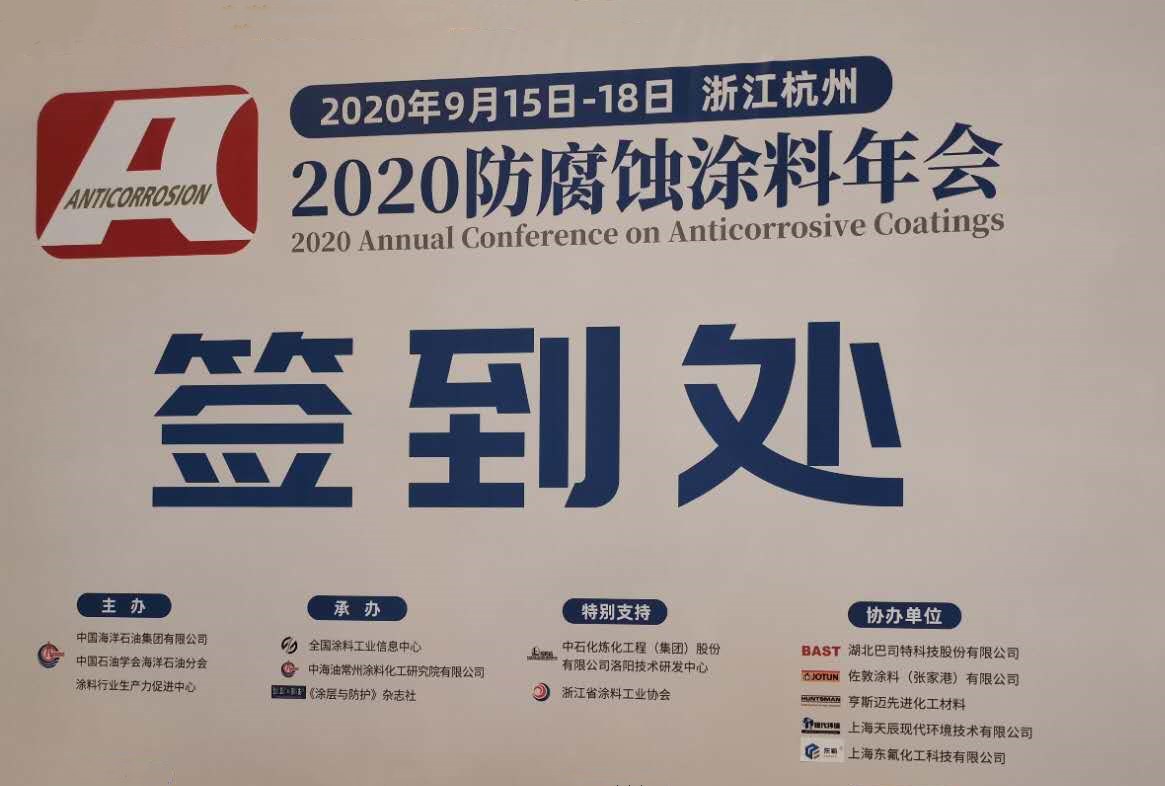 2020年9月15日-18日 浙江杭州
ANTICORROSION
2020防腐蚀涂料年会
2020 Annual Conference on Anticorrosive Coatings
签到处
主办
中国海洋石油集团有限公司
中国石油学会海洋石油分会
涂料行业生产力促进中心
承办
全国涂料工业信息中心
中海油常州涂料化工研究院有限公司
《涂层与防护》杂志社
特别支持
中石化炼化工程（集团）股份
有限公司洛阳技术研发中心
浙江省涂料工业协会
协办单位
BAST 湖北巴司特科技股份有限公司
JOTUN 佐敦涂料（张家港）有限公司
HUNTSMAN 亨斯迈先进化工材料
现代环境 上海天辰现代环境技术有限公司
东氟 上海东氟化工科技有限公司